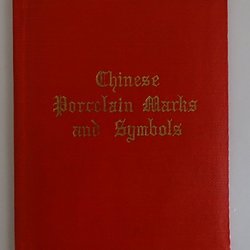 Chinese
Porcelain Marks
and Symbols